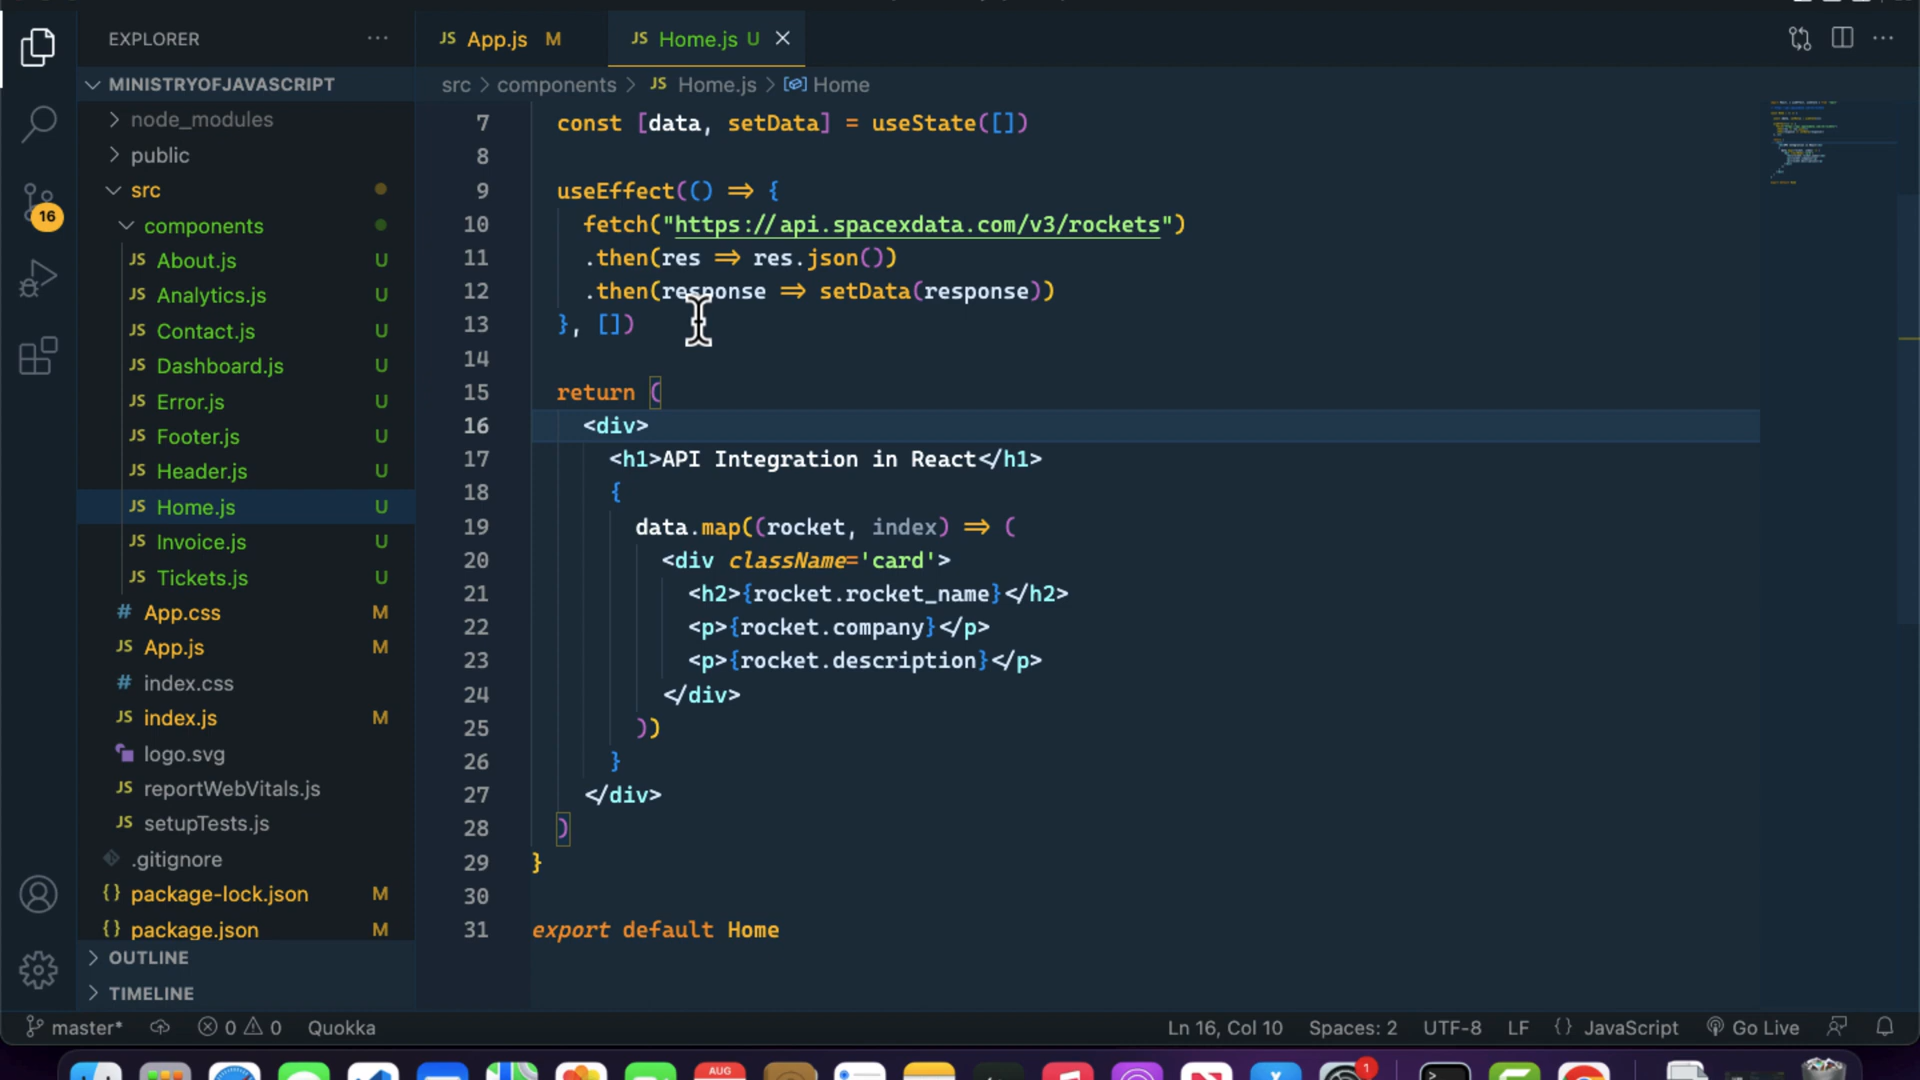 EXPLORER
MINISTRYOFJAVASCRIPT
node_modules
public
src
components
JS About.js U
JS Analytics.js U
JS Contact.js U
JS Dashboard.js U
JS Error.js U
JS Footer.js U
JS Header.js U
JS Home.js U
JS Invoice.js U
JS Tickets.js U
# App.css M
JS App.js M
# index.css
JS index.js M
logo.svg
JS reportWebVitals.js
JS setupTests.js
.gitignore
{} package-lock.json M
{} package.json M
OUTLINE
TIMELINE
16
JS App.js M
JS Home.js U
src > components > JS Home.js > Home
7 const [data, setData] = useState([])
8
9 useEffect(() => {
10 fetch("https://api.spacexdata.com/v3/rockets")
11 .then(res => res.json())
12 .then(response => setData(response))
13 }, [])
14
15 return (
16 <div>
17 <h1>API Integration in React</h1>
18 {
19 data.map((rocket, index) => (
20 <div className='card'>
21 <h2>{rocket.rocket_name}</h2>
22 <p>{rocket.company}</p>
23 <p>{rocket.description}</p>
24 </div>
25 ))
26 }
27 </div>
28 )
29 }
30
31 export default Home
master* 0 0 Quokka
Ln 16, Col 10 Spaces: 2 UTF-8 LF {} JavaScript Go Live
AUG
1